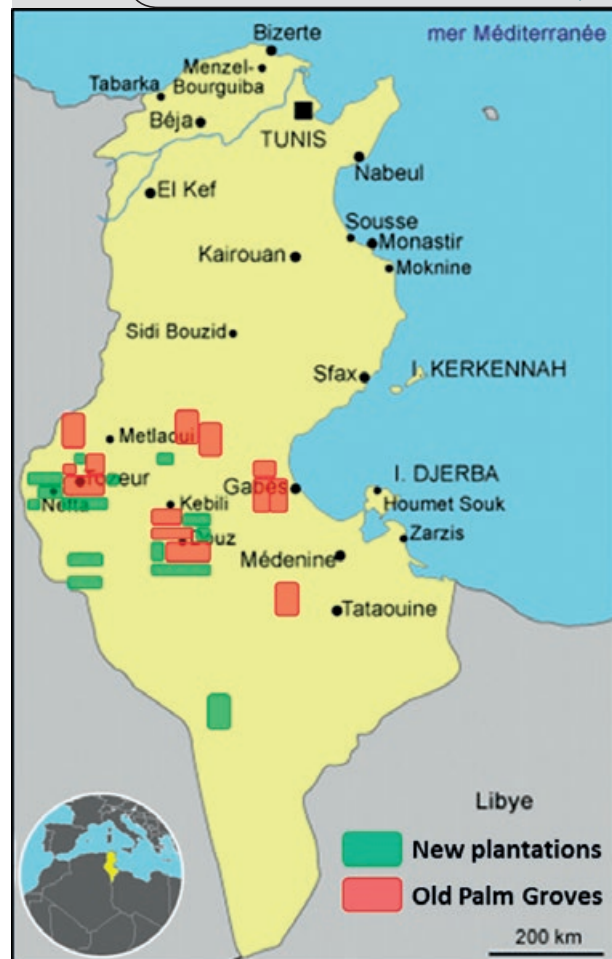 Bizerte
mer Méditerranée
Menzel-
Bourguiba
Tabarka
Béja
TUNIS
Nabeul
El Kef
Sousse
Monastir
Kairouan
Moknine
Sidi Bouzid
Sfax
I. KERKENNAH
Metlaoui
Tozeur
Gabès
I. DJERBA
Nefta
Kebili
Houmet Souk
Douz
Zarzis
Médenine
Tataouine
Libye
New plantations
Old Palm Groves
200 km